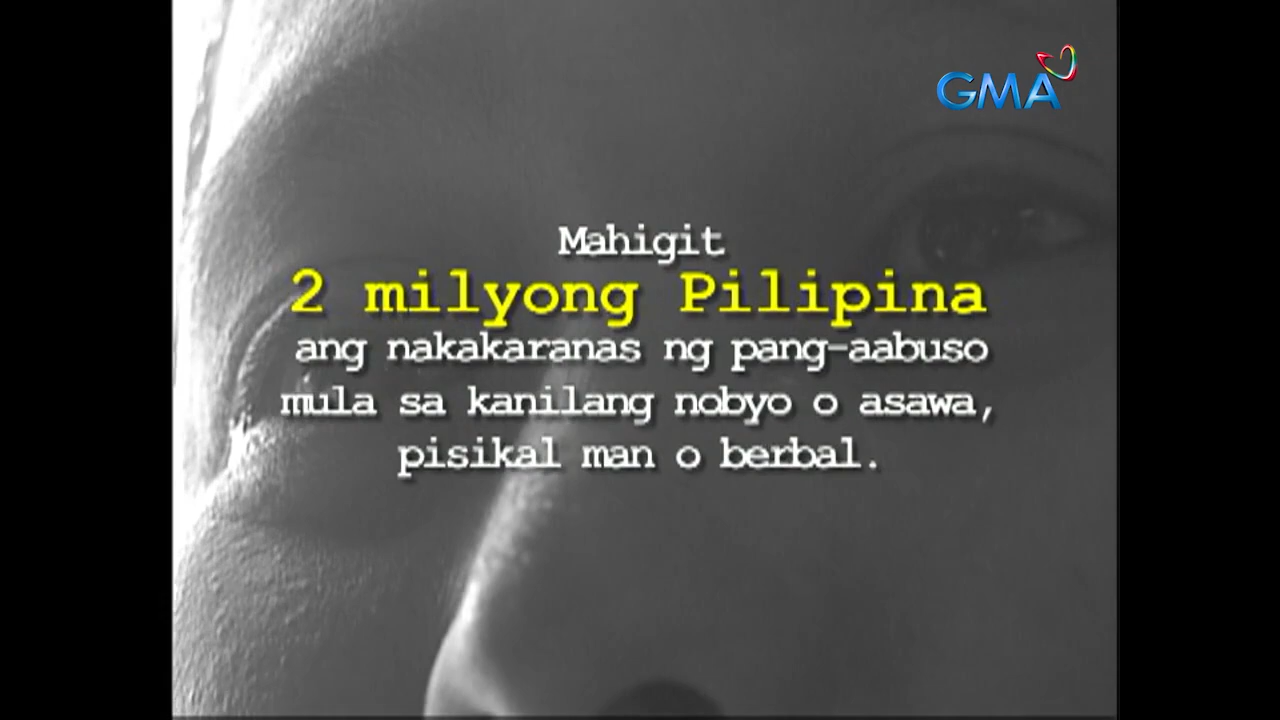 GMA
Mahigit
2 milyong Pilipina
ang nakakaranas ng pang-aabuso
mula sa kanilang nobyo o asawa,
pisikal man o berbal.